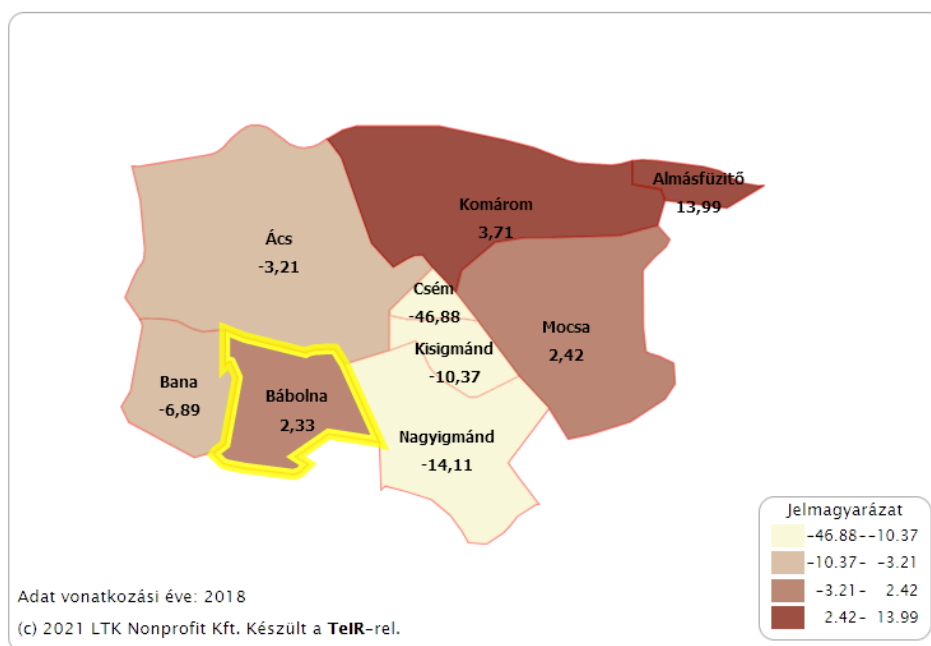 Almásfüzitő
13,99
Komárom
3,71
Ács
-3,21
Csém
-46,88
Mocsa
2,42
Kisigmánd
-10,37
Bana
-6,89
Bábolna
2,33
Nagyigmánd
-14,11
Jelmagyarázat
-46.88--10.37
-10.37- -3.21
-3.21- 2.42
2.42- 13.99
Adat vonatkozási éve: 2018
(c) 2021 LTK Nonprofit Kft. Készült a TeIR-rel.